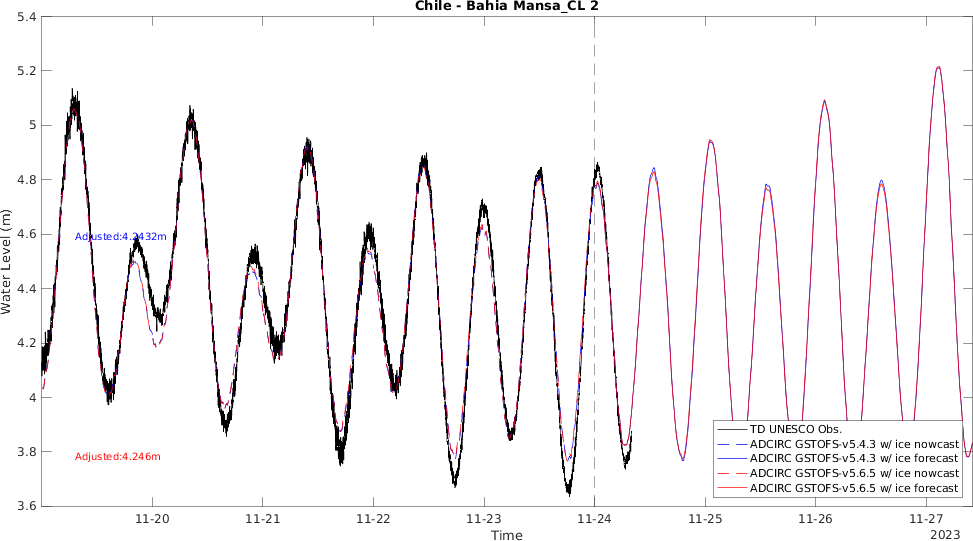 Chile - Bahia Mansa_CL 2
5.4
5.2
5
4.8
4.6
4.4
4.2
4
3.8
3.6
Water Level (m)
Adjusted:4.2432m
Adjusted:4.246m
TD UNESCO Obs.
ADCIRC GSTOFS-v5.4.3 w/ ice nowcast
ADCIRC GSTOFS-v5.4.3 w/ ice forecast
ADCIRC GSTOFS-v5.6.5 w/ ice nowcast
ADCIRC GSTOFS-v5.6.5 w/ ice forecast
11-20 11-21 11-22 11-23 11-24 11-25 11-26 11-27
Time
2023